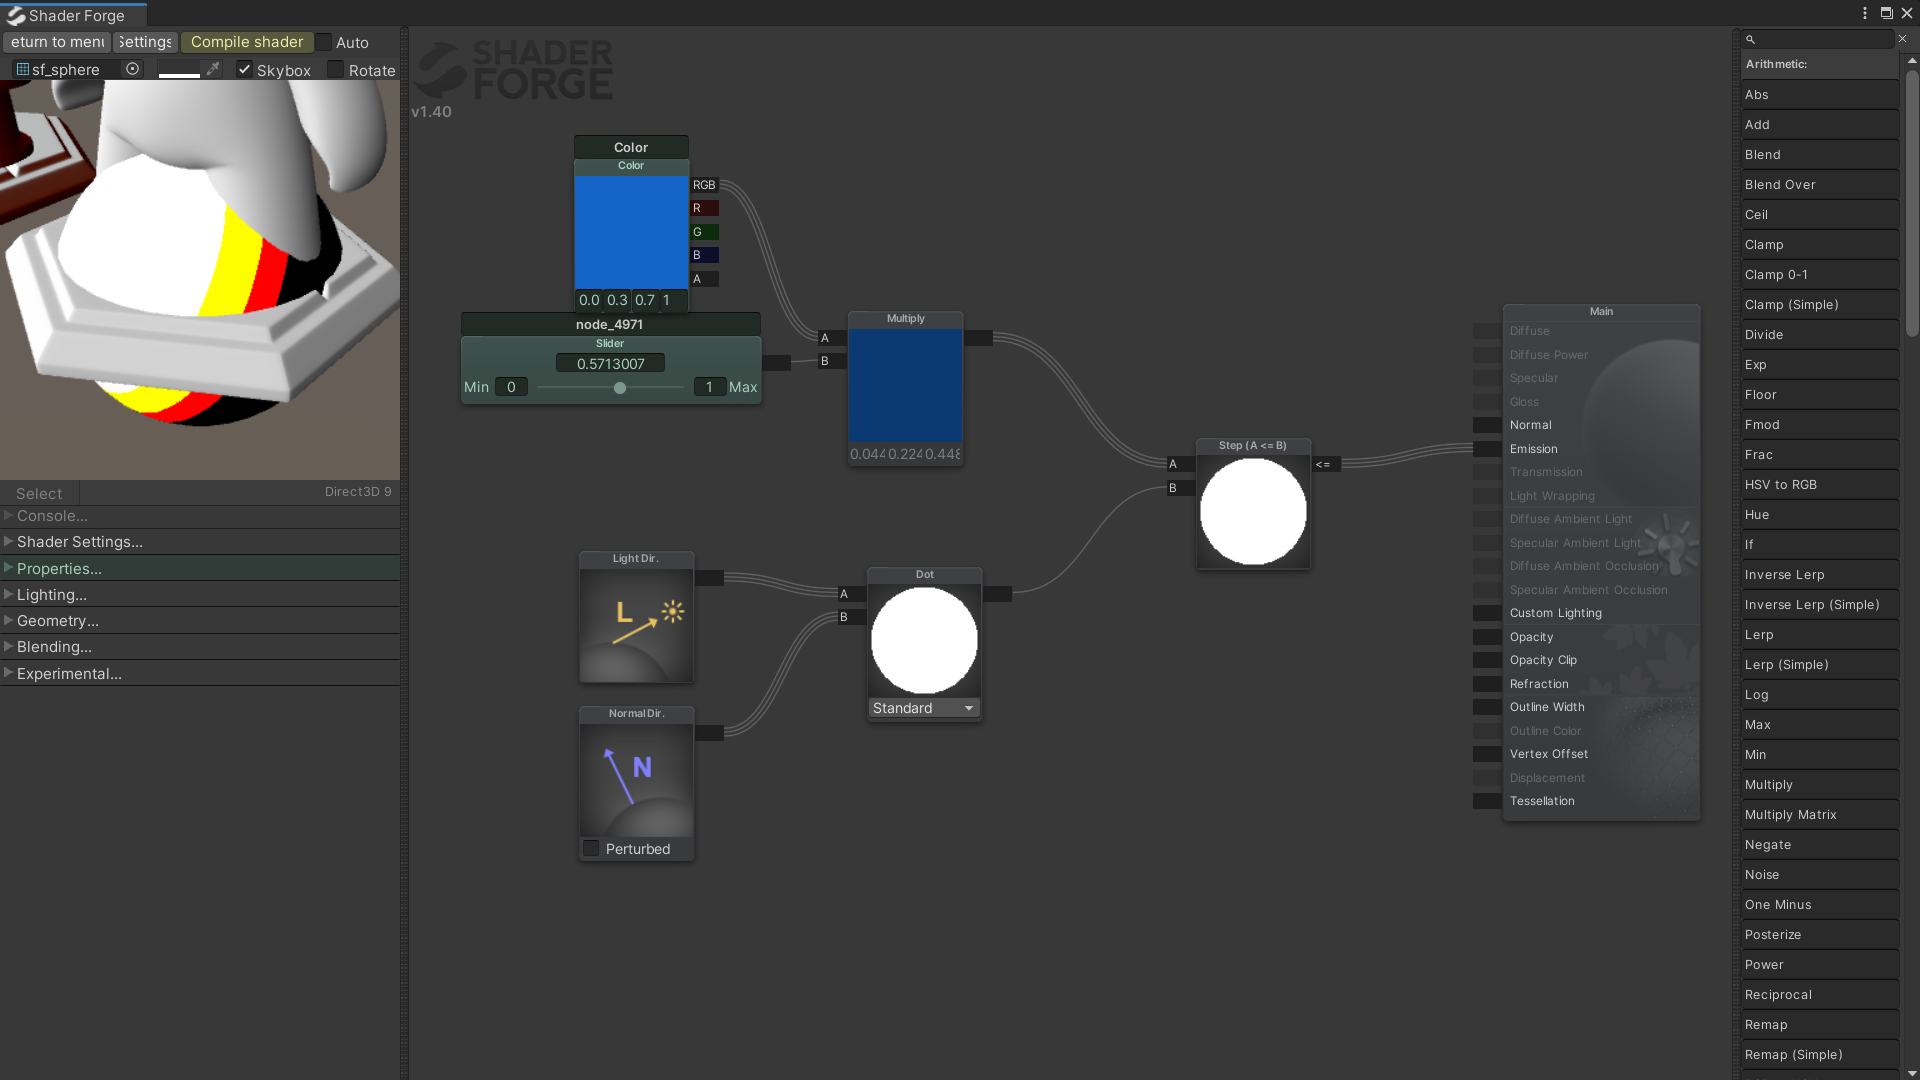 Shader Forge
eturn to menu
Settings
Compile shader
Auto
sf_sphere
Skybox
Rotate
Select
Direct3D 9
Console...
Shader Settings...
Properties...
Lighting...
Geometry...
Blending...
Experimental...
SHADER
FORGE
v1.40
Color
Color
RGB
R
G
B
A
0.0 0.3 0.7 1
node_4971
Slider
0.5713007
Min 0 1 Max
Multiply
A
B
0.044 0.224 0.448
Light Dir.
L
Normal Dir.
N
Perturbed
Dot
A
B
Standard
Step (A <= B)
A <=
B
Main
Diffuse
Diffuse Power
Specular
Gloss
Normal
Emission
Transmission
Light Wrapping
Diffuse Ambient Light
Specular Ambient Light
Diffuse Ambient Occlusion
Specular Ambient Occlusion
Custom Lighting
Opacity
Opacity Clip
Refraction
Outline Width
Outline Color
Vertex Offset
Displacement
Tessellation
Arithmetic:
Abs
Add
Blend
Blend Over
Ceil
Clamp
Clamp 0-1
Clamp (Simple)
Divide
Exp
Floor
Fmod
Frac
HSV to RGB
Hue
If
Inverse Lerp
Inverse Lerp (Simple)
Lerp
Lerp (Simple)
Log
Max
Min
Multiply
Multiply Matrix
Negate
Noise
One Minus
Posterize
Power
Reciprocal
Remap
Remap (Simple)